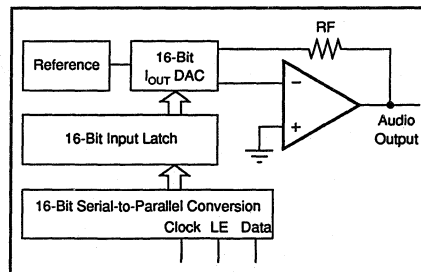 Reference
16-Bit
IOUT DAC
RF
−
+
Audio
Output
16-Bit Input Latch
16-Bit Serial-to-Parallel Conversion
Clock LE Data